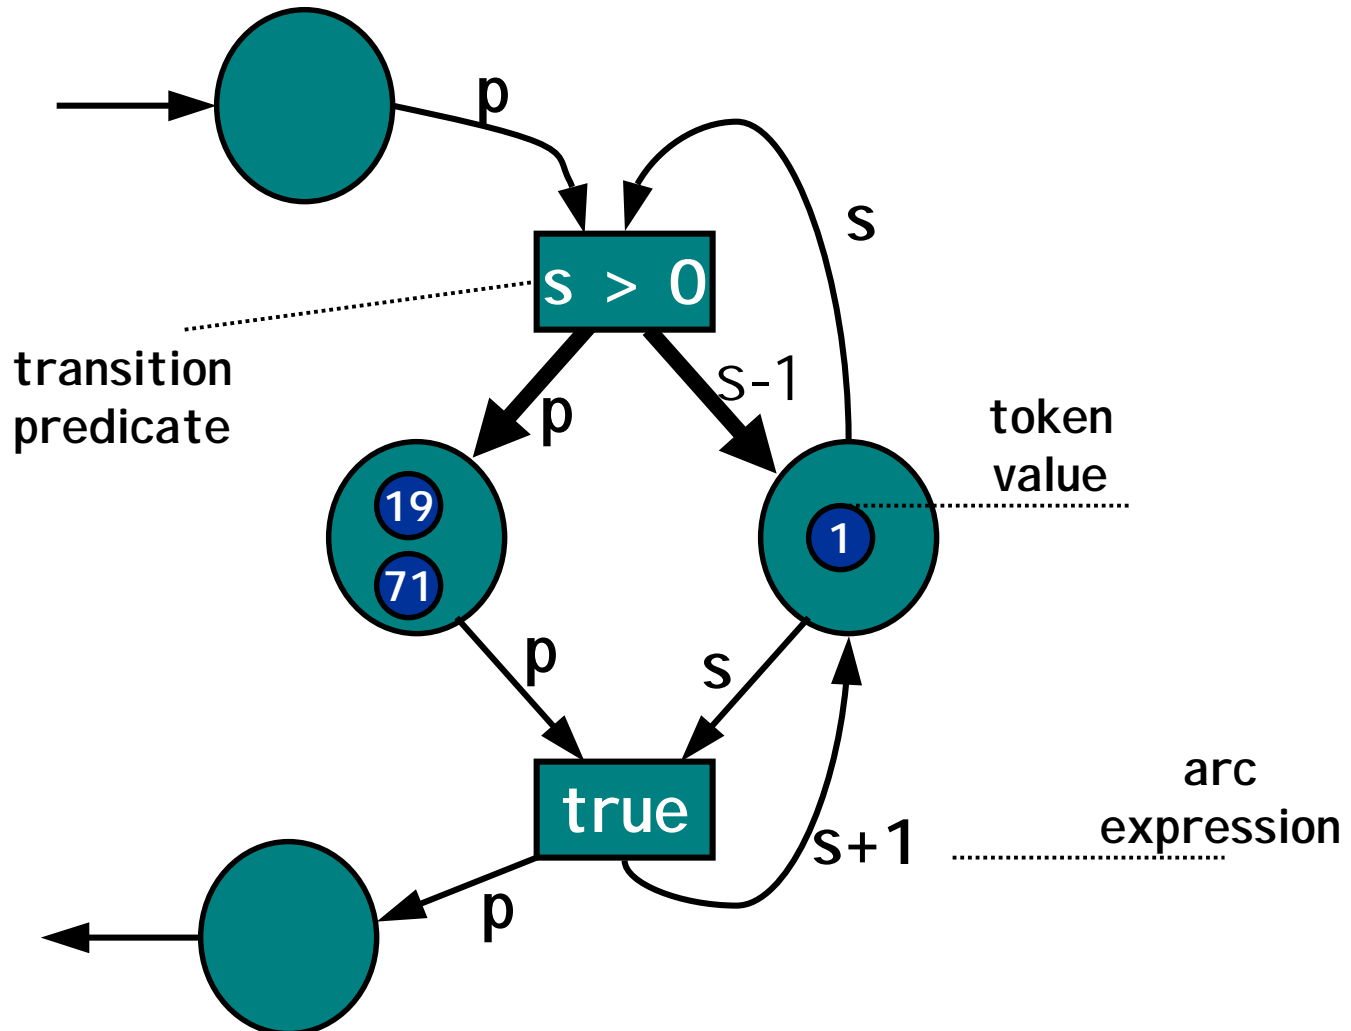 p
s
s > 0
transition
predicate
p
s-1
token
value
19
1
71
p
s
true
arc
expression
s+1
p